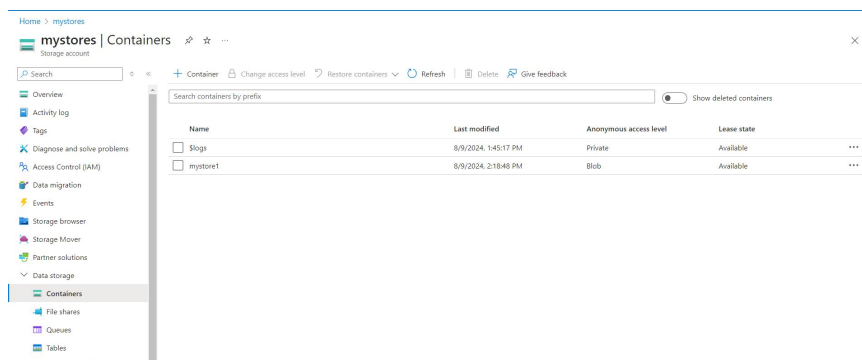 Home > mystores
mystores | Containers
Storage account
Search
Overview
Activity log
Tags
Diagnose and solve problems
Access Control (IAM)
Data migration
Events
Storage browser
Storage Mover
Partner solutions
Data storage
Containers
File shares
Queues
Tables
+ Container Change access level Restore containers Refresh Delete Give feedback
Search containers by prefix
Show deleted containers
Name Last modified Anonymous access level Lease state
$logs 8/9/2024, 1:45:17 PM Private Available
mystore1 8/9/2024, 2:18:48 PM Blob Available